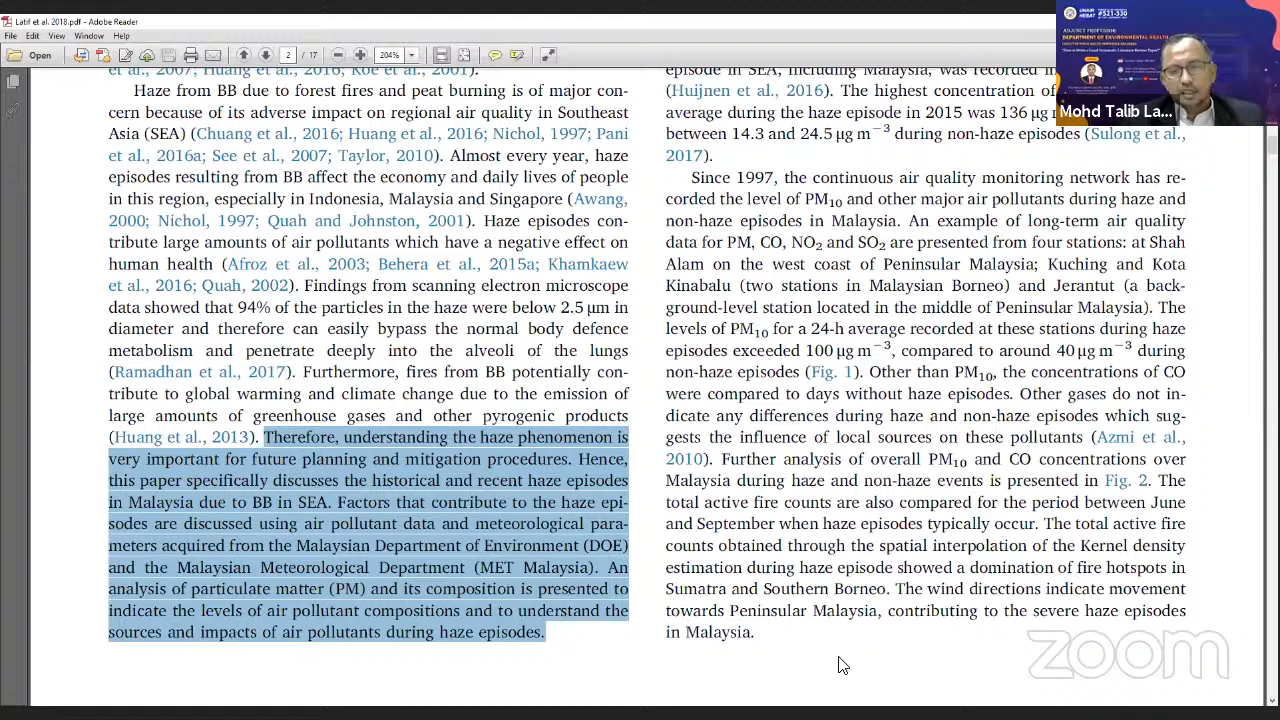 Latif et al. 2018.pdf - Adobe Reader
File Edit View Window Help
Open
UNAIR
HEBAT
#521-530
ADJUNCT PROFESSOR
DEPARTMENT OF ENVIRONMENTAL HEALTH
Mohd Talib La...
Haze from BB due to forest fires and burning is of major con-
cern because of its adverse impact on regional air quality in Southeast
Asia (SEA) (Chuang et al., 2016; Huang et al., 2016; Nichol, 1997; Pani
et al., 2016a; See et al., 2007; Taylor, 2010). Almost every year, haze
episodes resulting from BB affect the economy and daily lives of people
in this region, especially in Indonesia, Malaysia and Singapore (Awang,
2000; Nichol, 1997; Quah and Johnston, 2001). Haze episodes con-
tribute large amounts of air pollutants which have a negative effect on
human health (Afroz et al., 2003; Behera et al., 2015a; Khamkaew
et al., 2016; Quah, 2002). Findings from scanning electron microscope
data showed that 94% of the particles in the haze were below 2.5 μm in
diameter and therefore can easily bypass the normal body defence
metabolism and penetrate deeply into the alveoli of the lungs
(Ramadhan et al., 2017). Furthermore, fires from BB potentially con-
tribute to global warming and climate change due to the emission of
large amounts of greenhouse gases and other pyrogenic products
(Huang et al., 2013). Therefore, understanding the haze phenomenon is
very important for future planning and mitigation procedures. Hence,
this paper specifically discusses the historical and recent haze episodes
in Malaysia due to BB in SEA. Factors that contribute to the haze epi-
sodes are discussed using air pollutant data and meteorological para-
meters acquired from the Malaysian Department of Environment (DOE)
and the Malaysian Meteorological Department (MET Malaysia). An
analysis of particulate matter (PM) and its composition is presented to
indicate the levels of air pollutant compositions and to understand the
sources and impacts of air pollutants during haze episodes.
was recorded
(Huijnen et al., 2016). The highest concentration of
average during the haze episode in 2015 was 136 μg m
between 14.3 and 24.5 μg m⁻³ during non-haze episodes (Sulong et al.,
2017).
Since 1997, the continuous air quality monitoring network has re-
corded the level of PM₁₀ and other major air pollutants during haze and
non-haze episodes in Malaysia. An example of long-term air quality
data for PM, CO, NO₂ and SO₂ are presented from four stations: at Shah
Alam on the west coast of Peninsular Malaysia; Kuching and Kota
Kinabalu (two stations in Malaysian Borneo) and Jerantut (a back-
ground-level station located in the middle of Peninsular Malaysia). The
levels of PM₁₀ for a 24-h average recorded at these stations during haze
episodes exceeded 100 μg m⁻³, compared to around 40 μg m⁻³ during
non-haze episodes (Fig. 1). Other than PM₁₀, the concentrations of CO
were compared to days without haze episodes. Other gases do not in-
dicate any differences during haze and non-haze episodes which sug-
gests the influence of local sources on these pollutants (Azmi et al.,
2010). Further analysis of overall PM₁₀ and CO concentrations over
Malaysia during haze and non-haze events is presented in Fig. 2. The
total active fire counts are also compared for the period between June
and September when haze episodes typically occur. The total active fire
counts obtained through the spatial interpolation of the Kernel density
estimation during haze episode showed a domination of fire hotspots in
Sumatra and Southern Borneo. The wind directions indicate movement
towards Peninsular Malaysia, contributing to the severe haze episodes
in Malaysia.
zoom